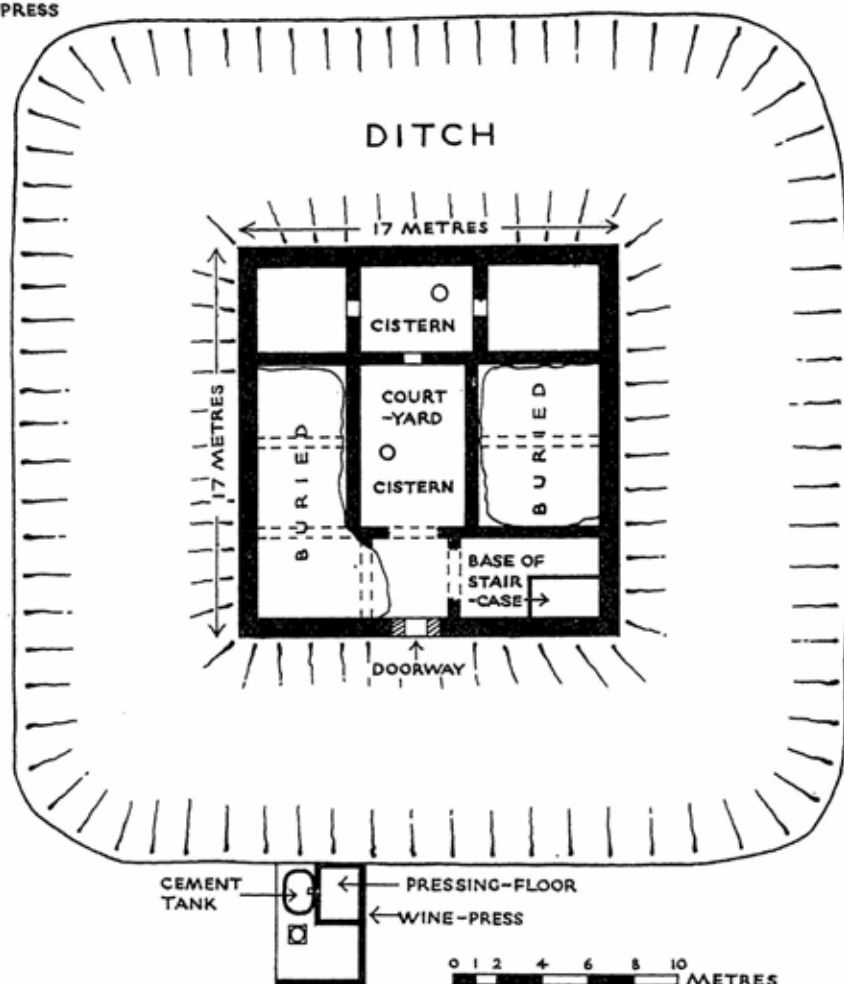 PRESS
DITCH
17 METRES
17 METRES
CISTERN
COURT
-YARD
CISTERN
BURIED
BURIED
BASE OF
STAIR
-CASE
DOORWAY
CEMENT
TANK
PRESSING-FLOOR
WINE-PRESS
0 1 2 4 6 8 10
METRES